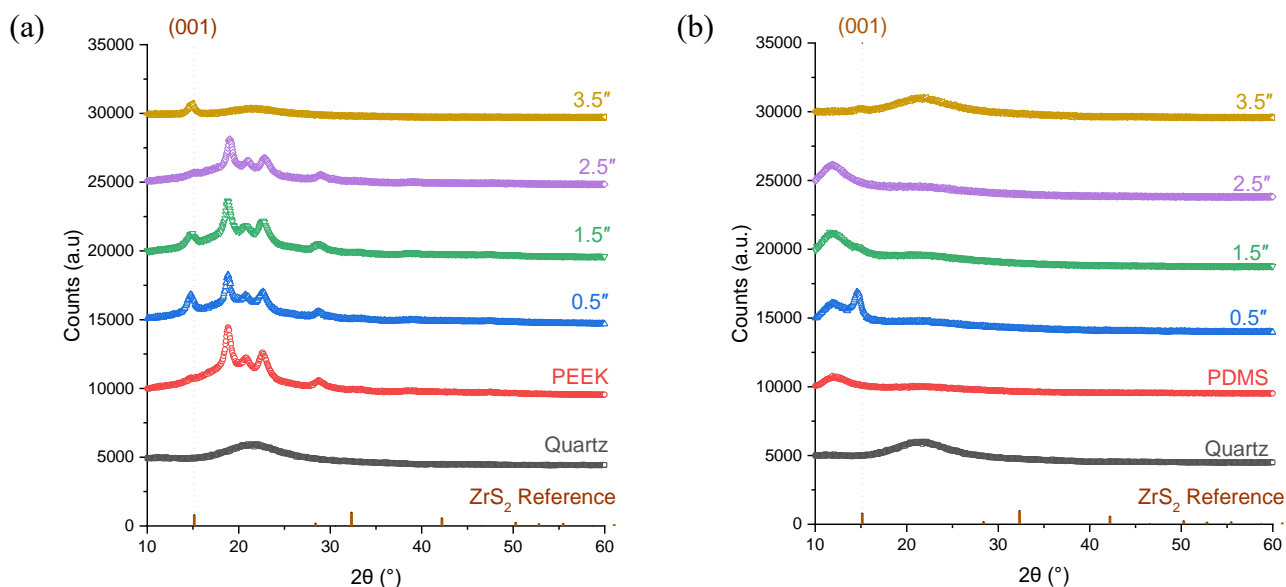 (a)
(001)
35000
30000
25000
20000
15000
10000
5000
0
Counts (a.u)
3.5″
2.5″
1.5″
0.5″
PEEK
Quartz
ZrS₂ Reference
10 20 30 40 50 60
2θ (°)
(b)
(001)
35000
30000
25000
20000
15000
10000
5000
0
Counts (a.u.)
3.5″
2.5″
1.5″
0.5″
PDMS
Quartz
ZrS₂ Reference
10 20 30 40 50 60
2θ (°)